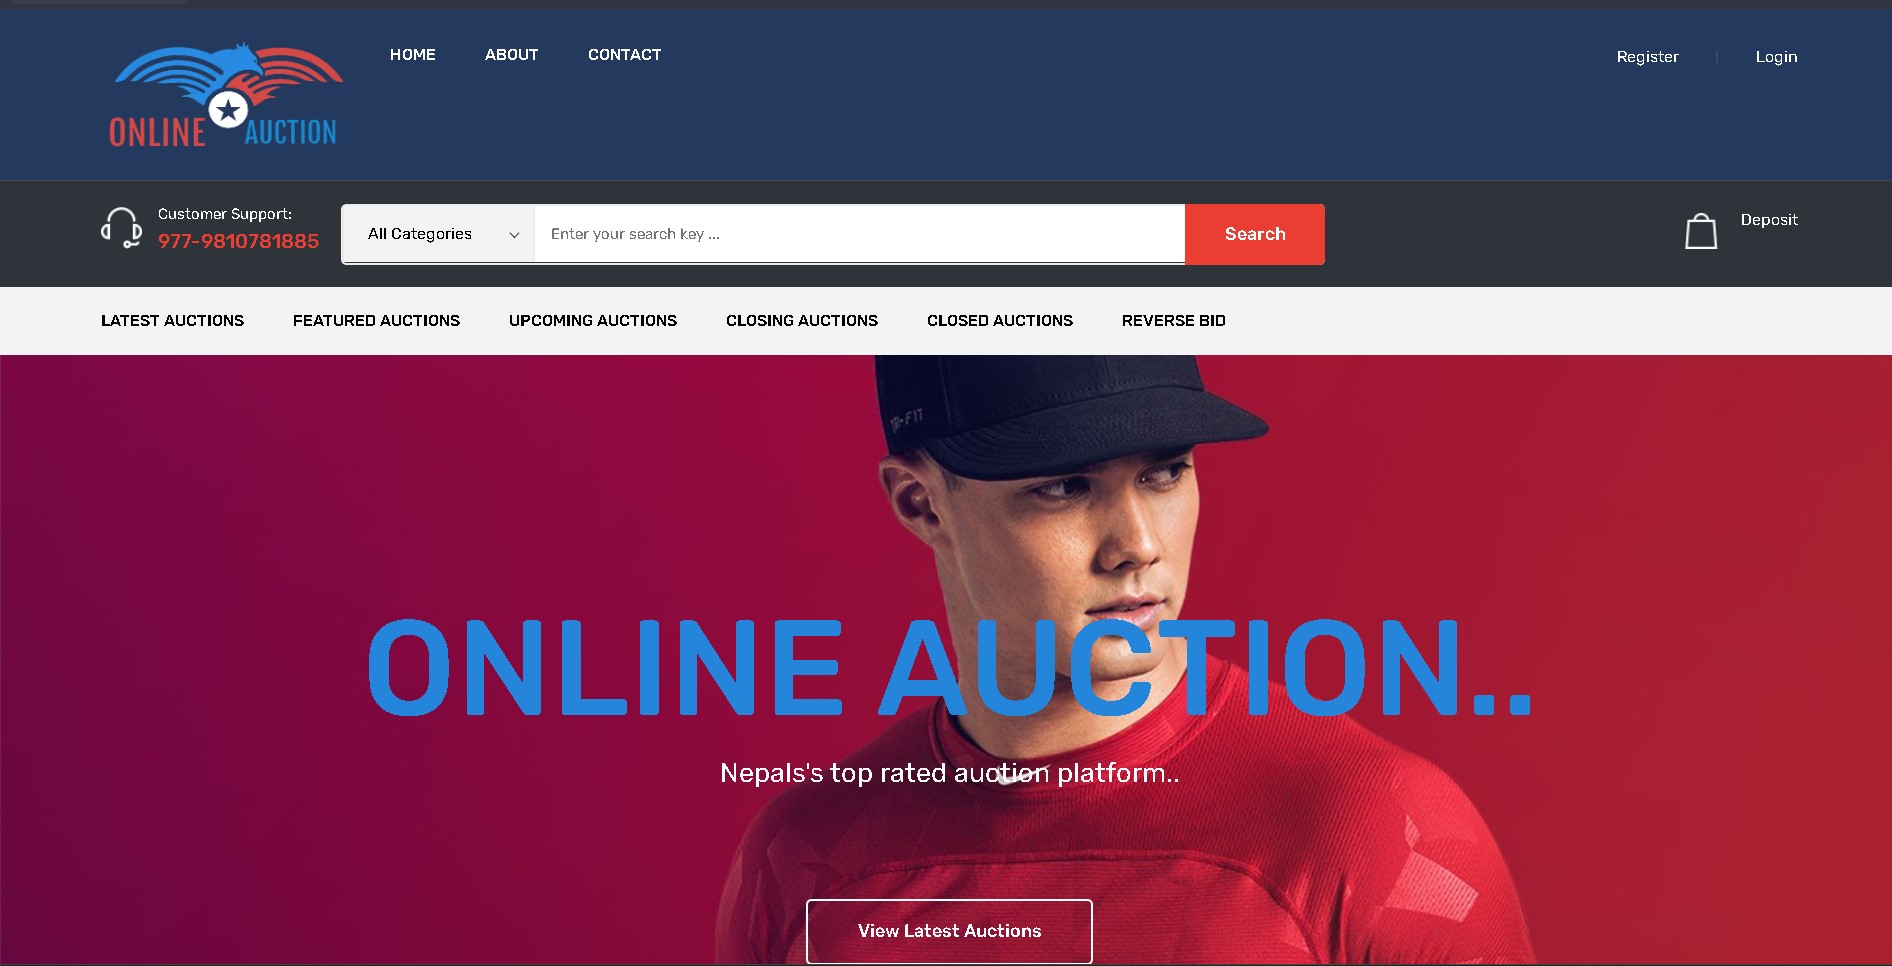 HOME ABOUT CONTACT
Register | Login
ONLINE AUCTION
Customer Support:
977-9810781885
All Categories
Enter your search key ...
Search
Deposit
LATEST AUCTIONS FEATURED AUCTIONS UPCOMING AUCTIONS CLOSING AUCTIONS CLOSED AUCTIONS REVERSE BID
ONLINE AUCTION..
Nepals's top rated auction platform..
View Latest Auctions